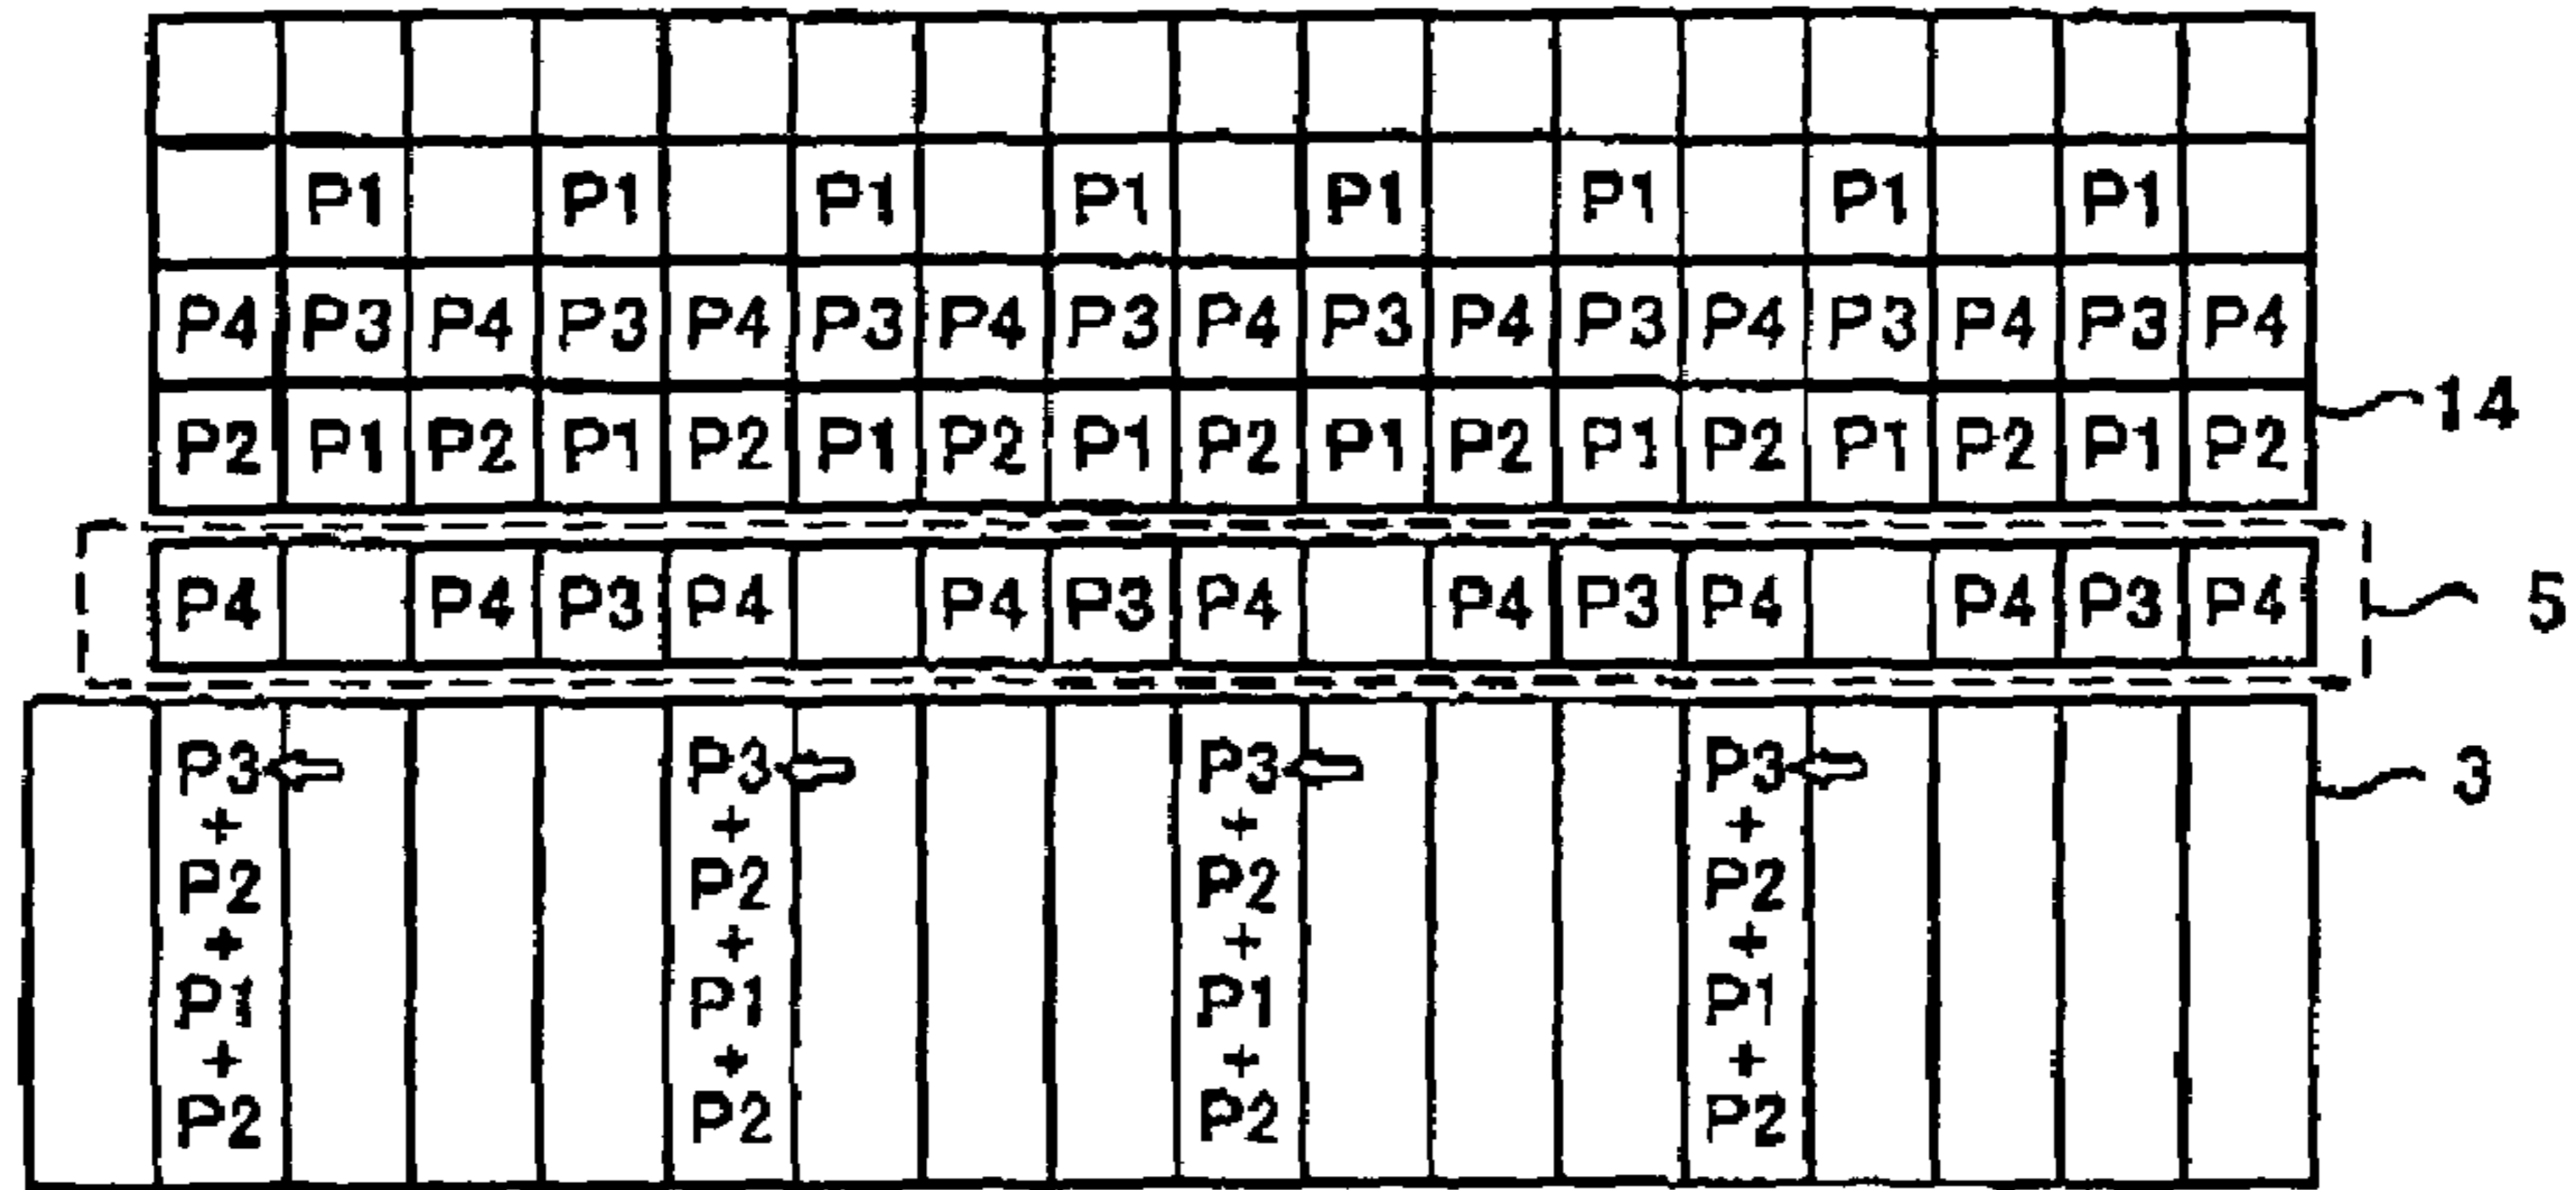 P1 P1 P1 P1 P1 P1 P1 P1
P4 P3 P4 P3 P4 P3 P4 P3 P4 P3 P4 P3 P4 P3 P4 P3 P4
P2 P1 P2 P1 P2 P1 P2 P1 P2 P1 P2 P1 P2 P1 P2 P1 P2
14
P4 P4 P3 P4 P4 P3 P4 P4 P3 P4 P4 P3 P4
5
P3 P3 P3 P3
3
+ + + +
P2 P2 P2 P2
+ + + +
P1 P1 P1 P1
+ + + +
P2 P2 P2 P2